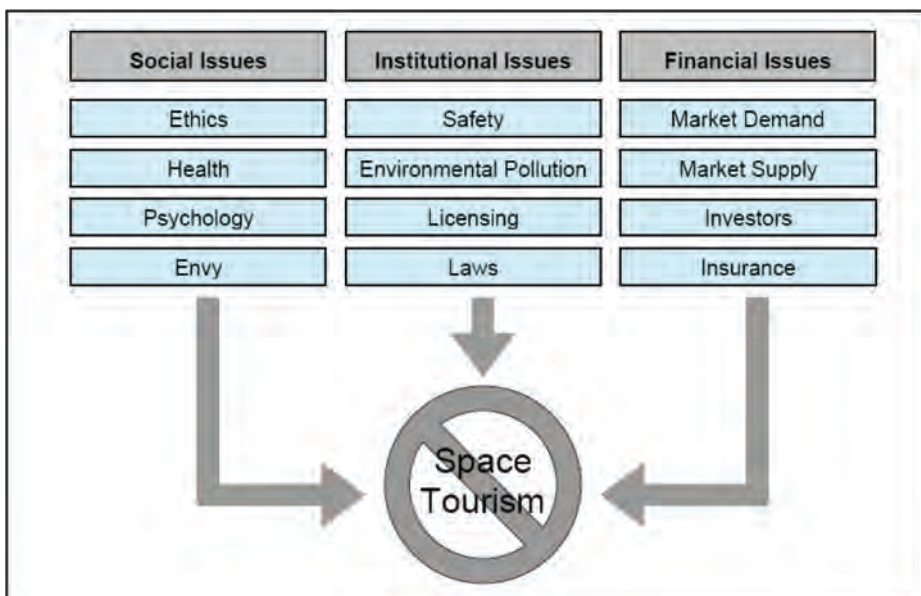 Social Issues
Institutional Issues
Financial Issues
Ethics
Safety
Market Demand
Health
Environmental Pollution
Market Supply
Psychology
Licensing
Investors
Envy
Laws
Insurance
Space
Tourism